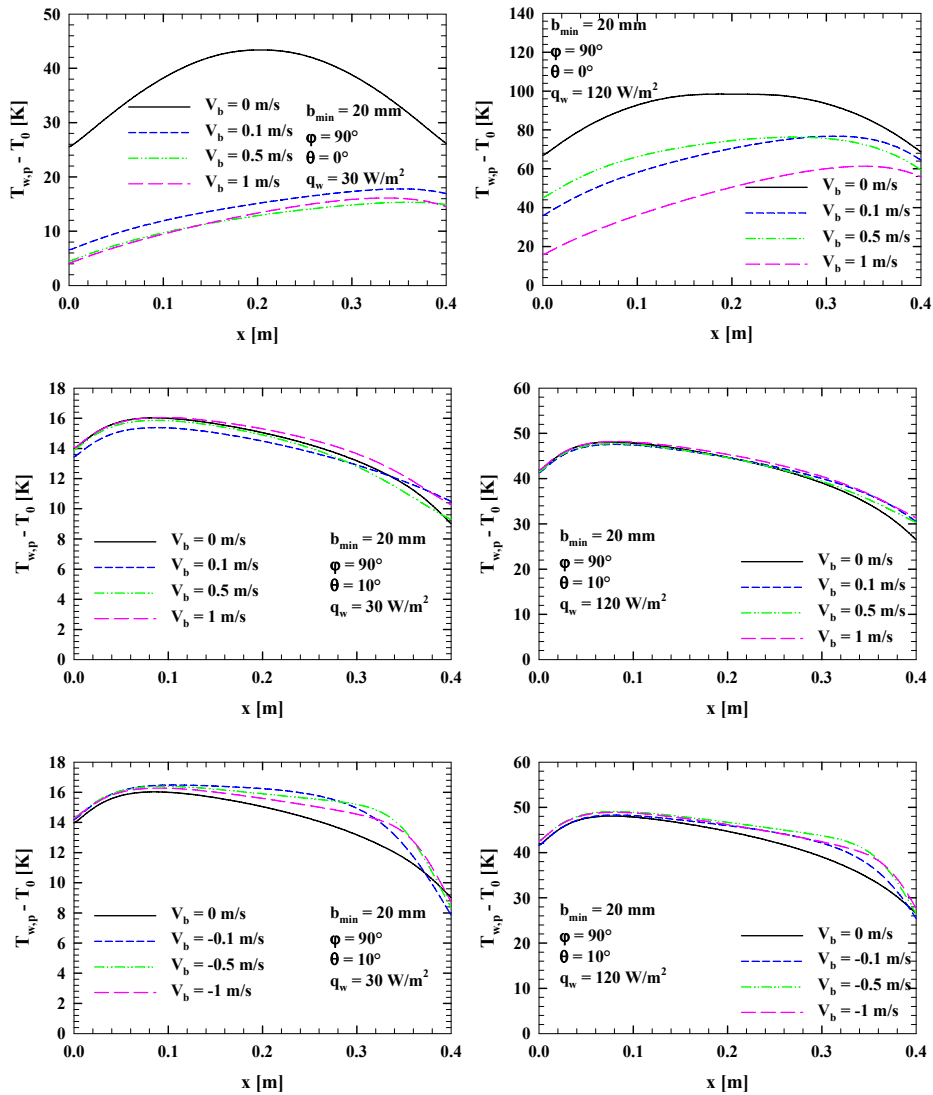 50
40
30
20
10
0
T_w,p - T_0 [K]
V_b = 0 m/s
V_b = 0.1 m/s
V_b = 0.5 m/s
V_b = 1 m/s
b_min = 20 mm
φ = 90°
θ = 0°
q_w = 30 W/m²
0.0 0.1 0.2 0.3 0.4
x [m]
140
120
100
80
60
40
20
0
T_w,p - T_0 [K]
b_min = 20 mm
φ = 90°
θ = 0°
q_w = 120 W/m²
V_b = 0 m/s
V_b = 0.1 m/s
V_b = 0.5 m/s
V_b = 1 m/s
0.0 0.1 0.2 0.3 0.4
x [m]
18
16
14
12
10
8
6
4
2
0
T_w,p - T_0 [K]
V_b = 0 m/s
V_b = 0.1 m/s
V_b = 0.5 m/s
V_b = 1 m/s
b_min = 20 mm
φ = 90°
θ = 10°
q_w = 30 W/m²
0.0 0.1 0.2 0.3 0.4
x [m]
60
50
40
30
20
10
0
T_w,p - T_0 [K]
b_min = 20 mm
φ = 90°
θ = 10°
q_w = 120 W/m²
V_b = 0 m/s
V_b = 0.1 m/s
V_b = 0.5 m/s
V_b = 1 m/s
0.0 0.1 0.2 0.3 0.4
x [m]
18
16
14
12
10
8
6
4
2
0
T_w,p - T_0 [K]
V_b = 0 m/s
V_b = -0.1 m/s
V_b = -0.5 m/s
V_b = -1 m/s
b_min = 20 mm
φ = 90°
θ = 10°
q_w = 30 W/m²
0.0 0.1 0.2 0.3 0.4
x [m]
60
50
40
30
20
10
0
T_w,p - T_0 [K]
b_min = 20 mm
φ = 90°
θ = 10°
q_w = 120 W/m²
V_b = 0 m/s
V_b = -0.1 m/s
V_b = -0.5 m/s
V_b = -1 m/s
0.0 0.1 0.2 0.3 0.4
x [m]